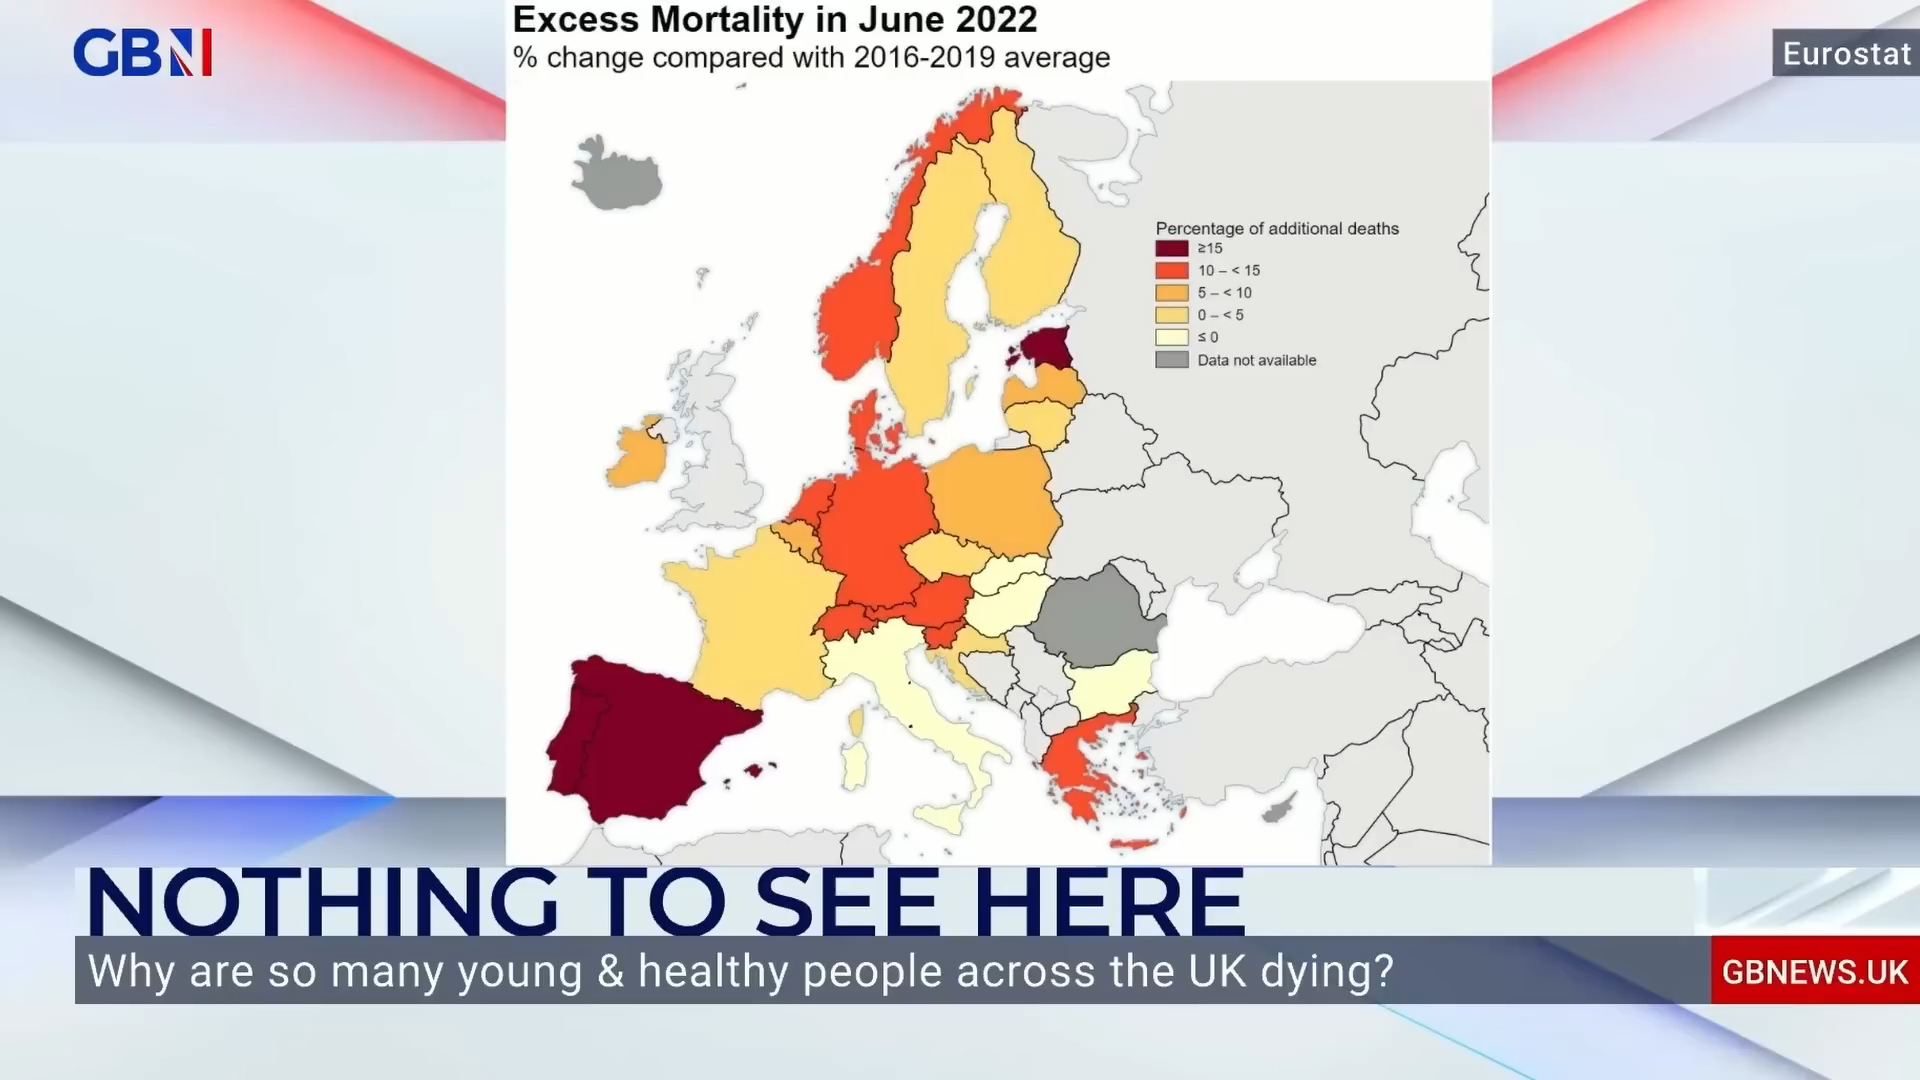 Excess Mortality in June 2022
% change compared with 2016-2019 average
GBN
Eurostat
Percentage of additional deaths
≥15
10 – < 15
5 – < 10
0 – < 5
≤ 0
Data not available
NOTHING TO SEE HERE
Why are so many young & healthy people across the UK dying?
GBNEWS.UK